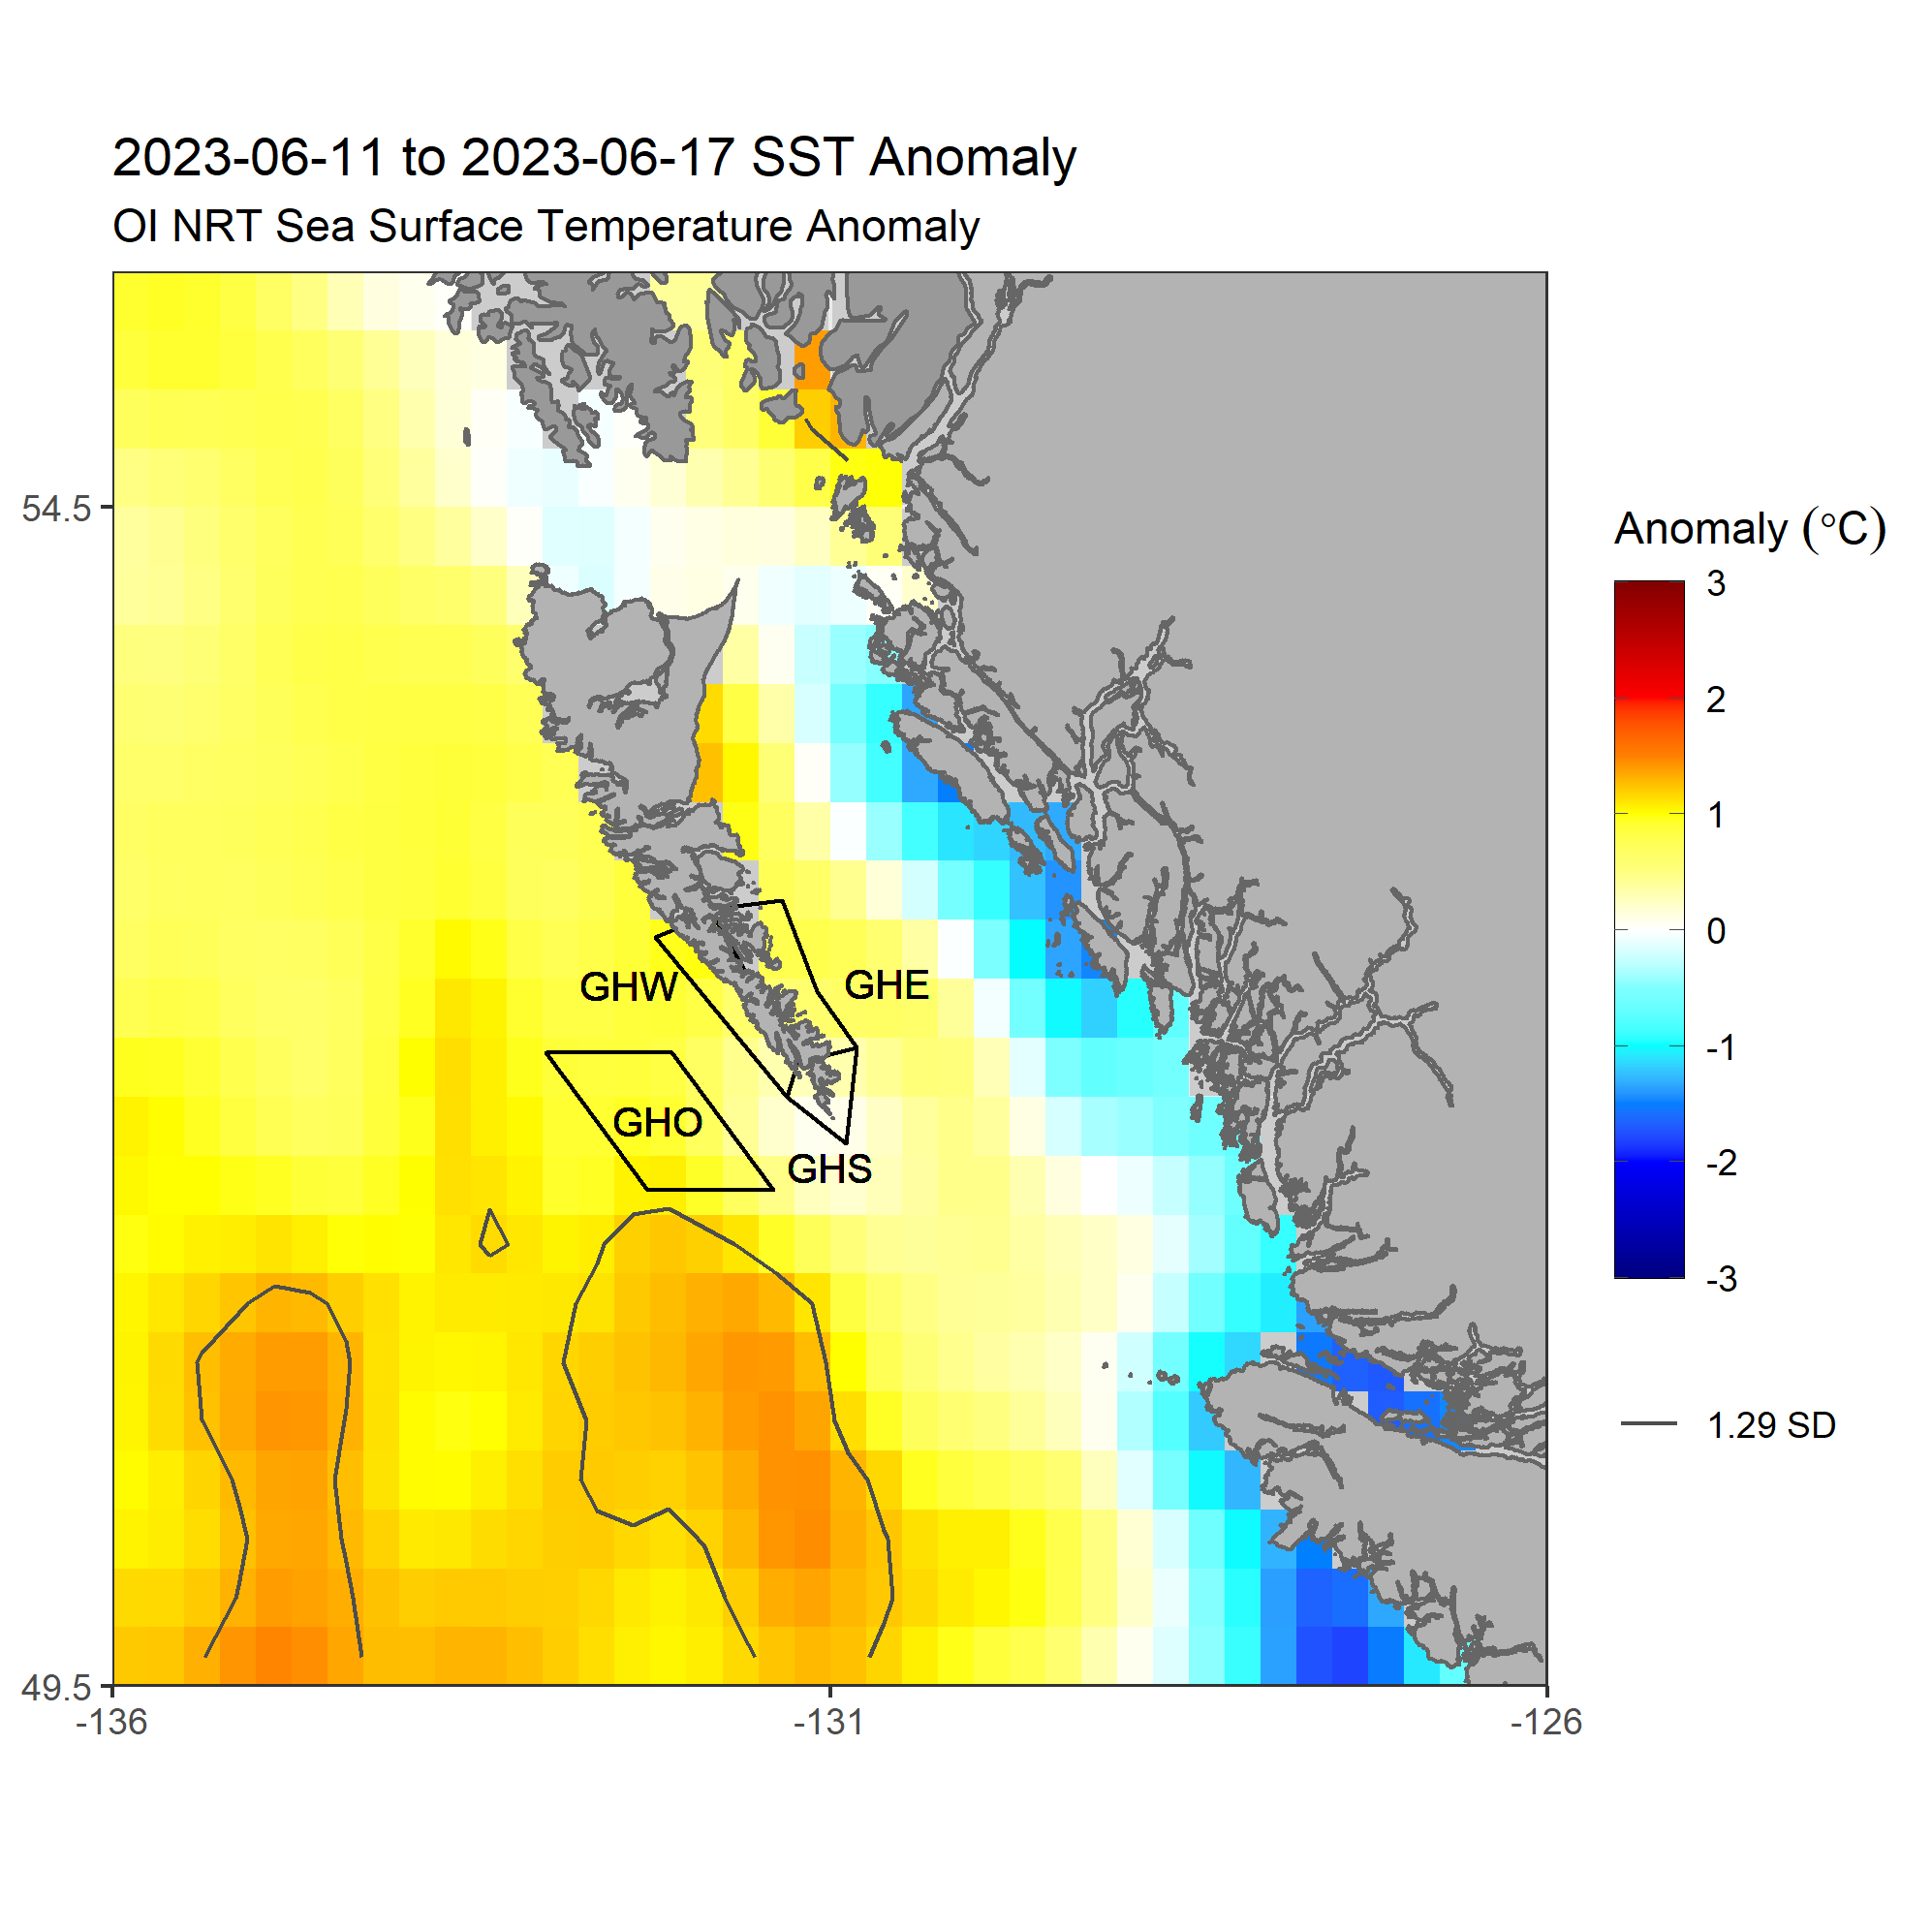 2023-06-11 to 2023-06-17 SST Anomaly
OI NRT Sea Surface Temperature Anomaly
54.5
49.5
-136
-131
-126
GHW
GHE
GHO
GHS
Anomaly (°C)
3
2
1
0
-1
-2
-3
1.29 SD